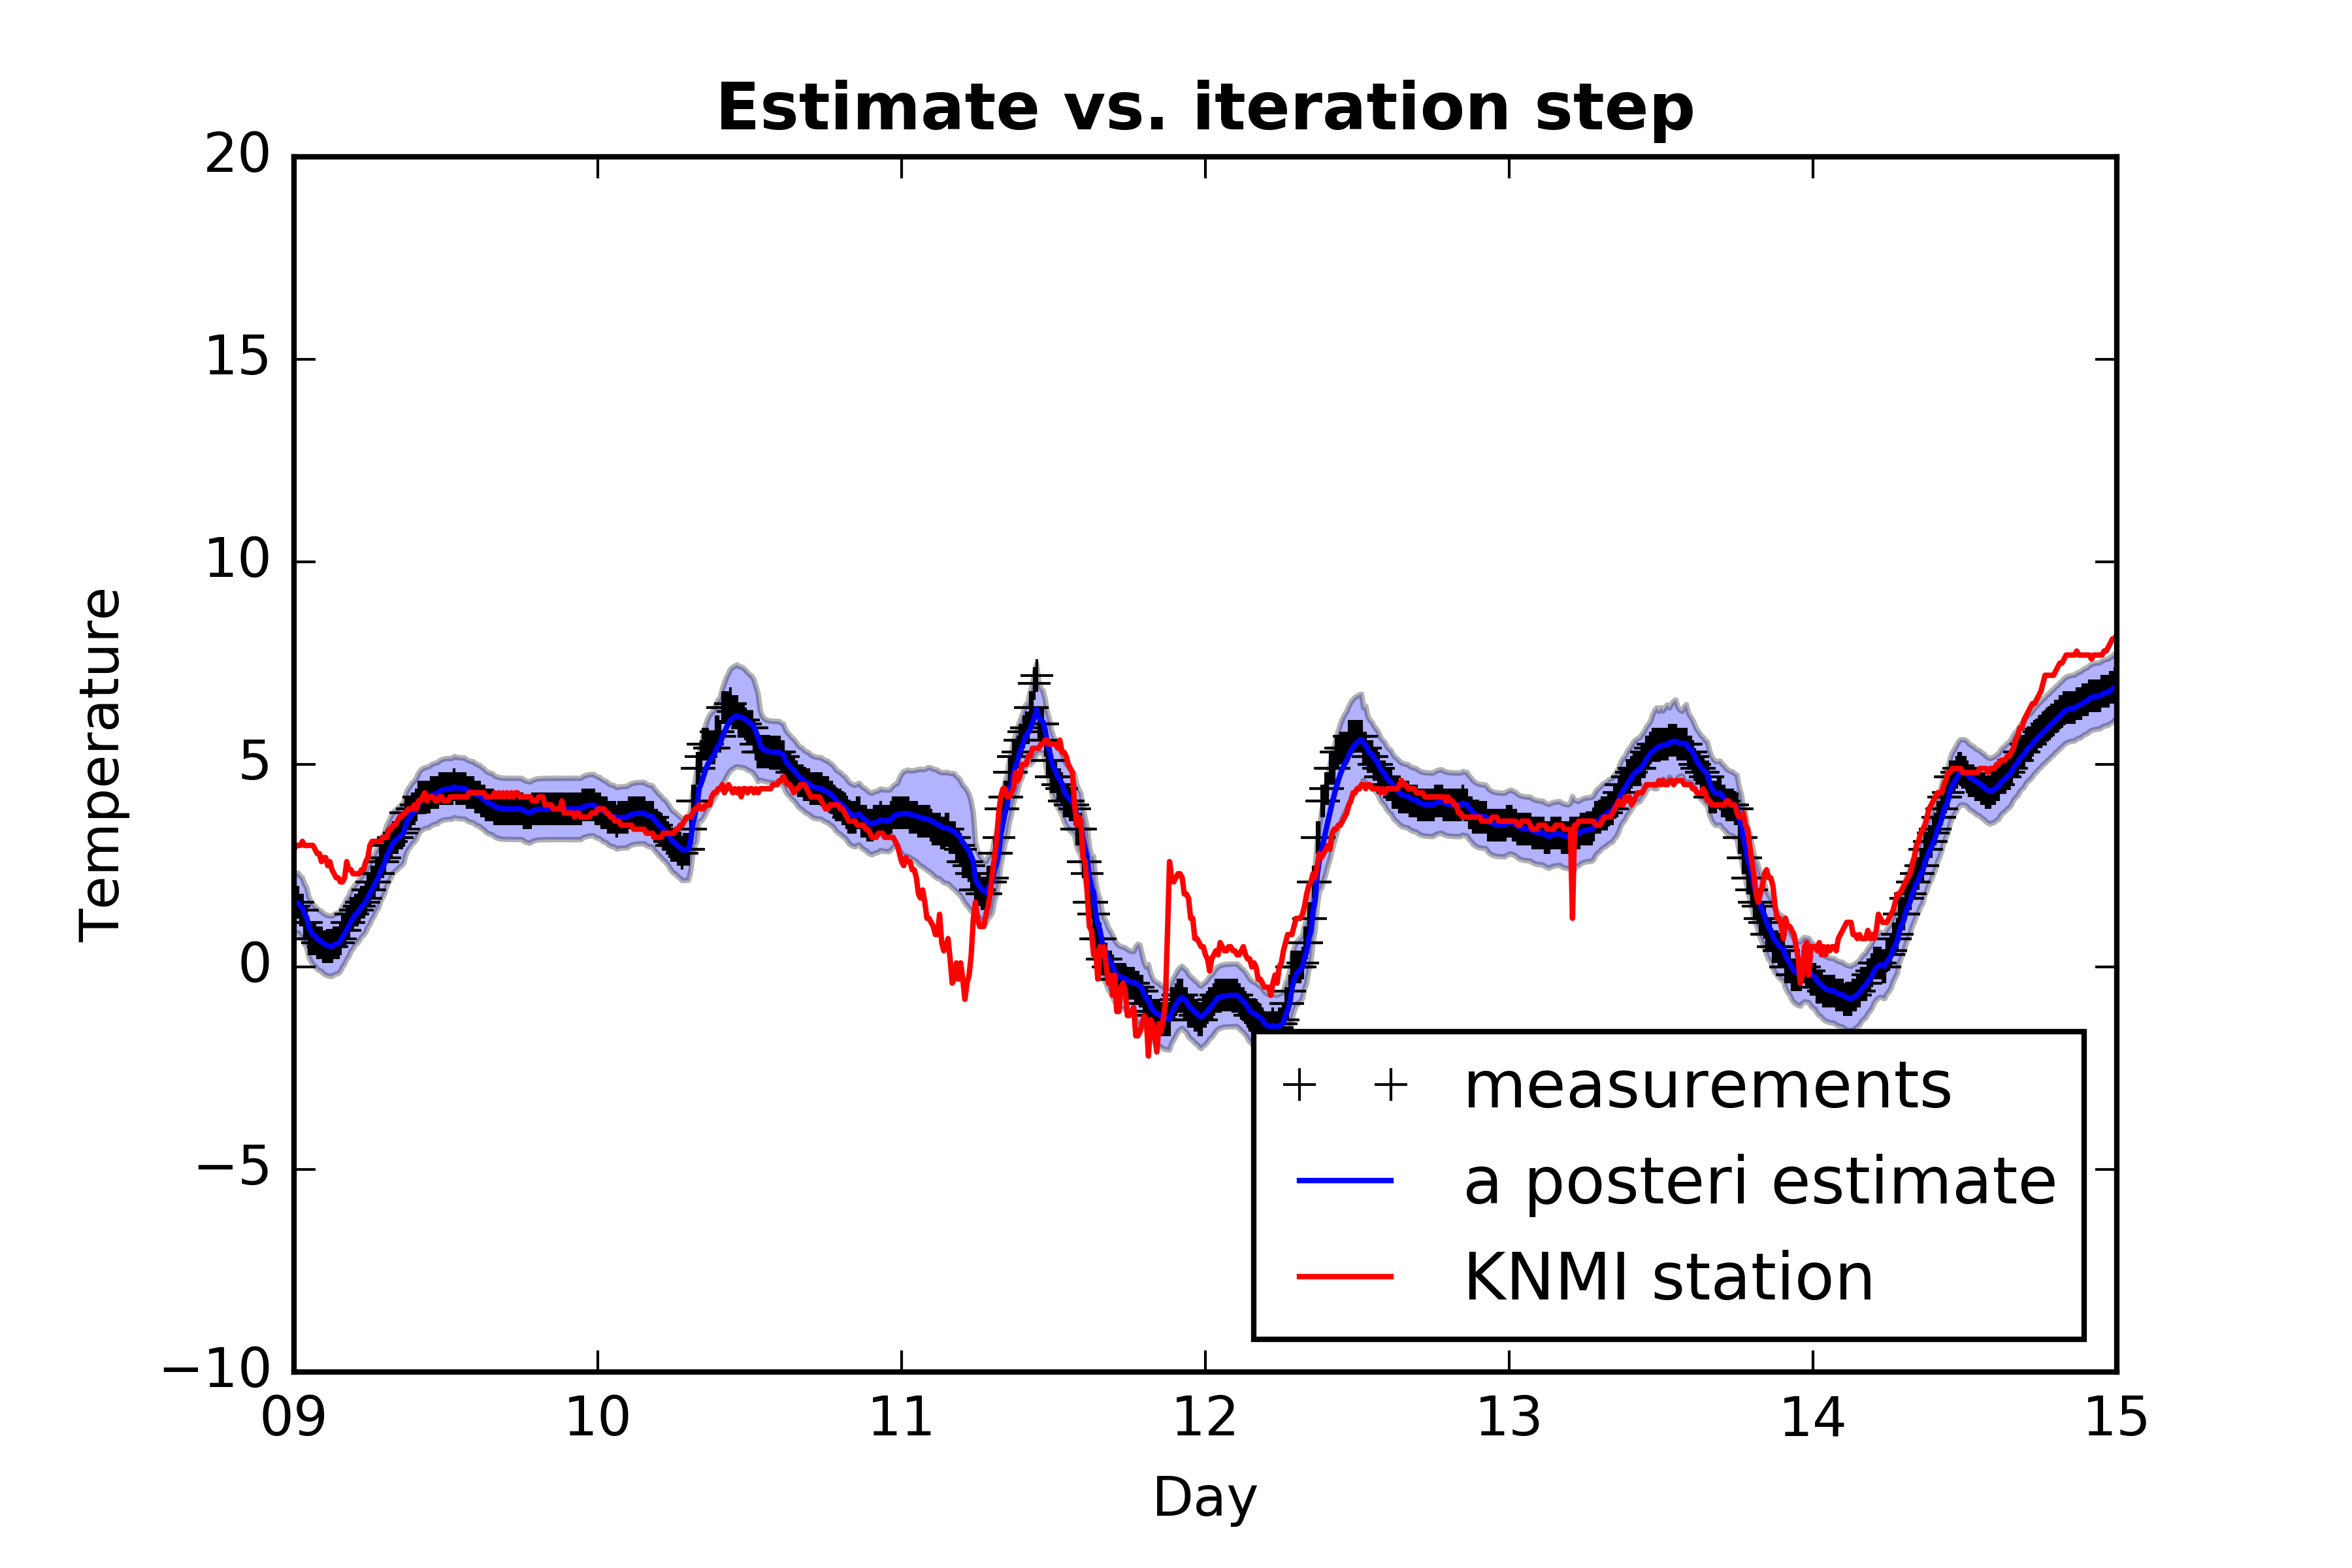 Estimate vs. iteration step
20
15
10
5
0
−5
−10
Temperature
09 10 11 12 13 14 15
Day
measurements
a posteri estimate
KNMI station